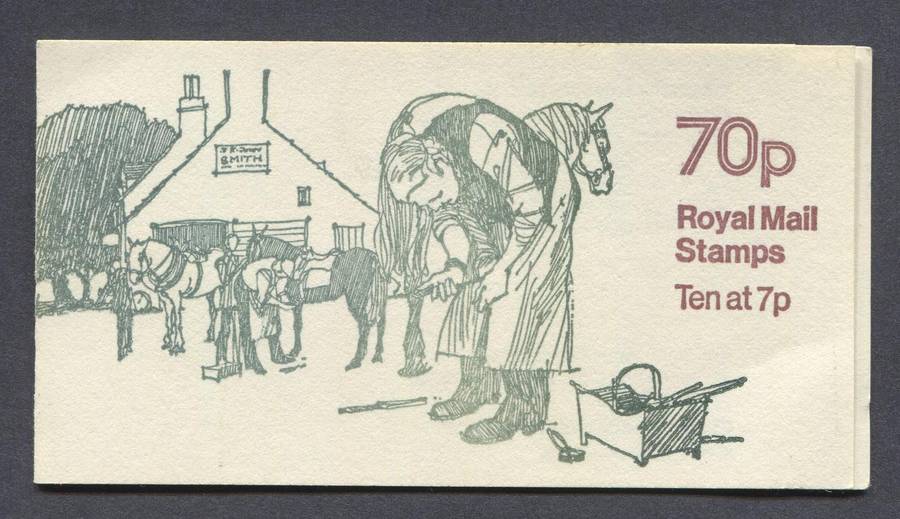 SMITH
70p
Royal Mail
Stamps
Ten at 7p